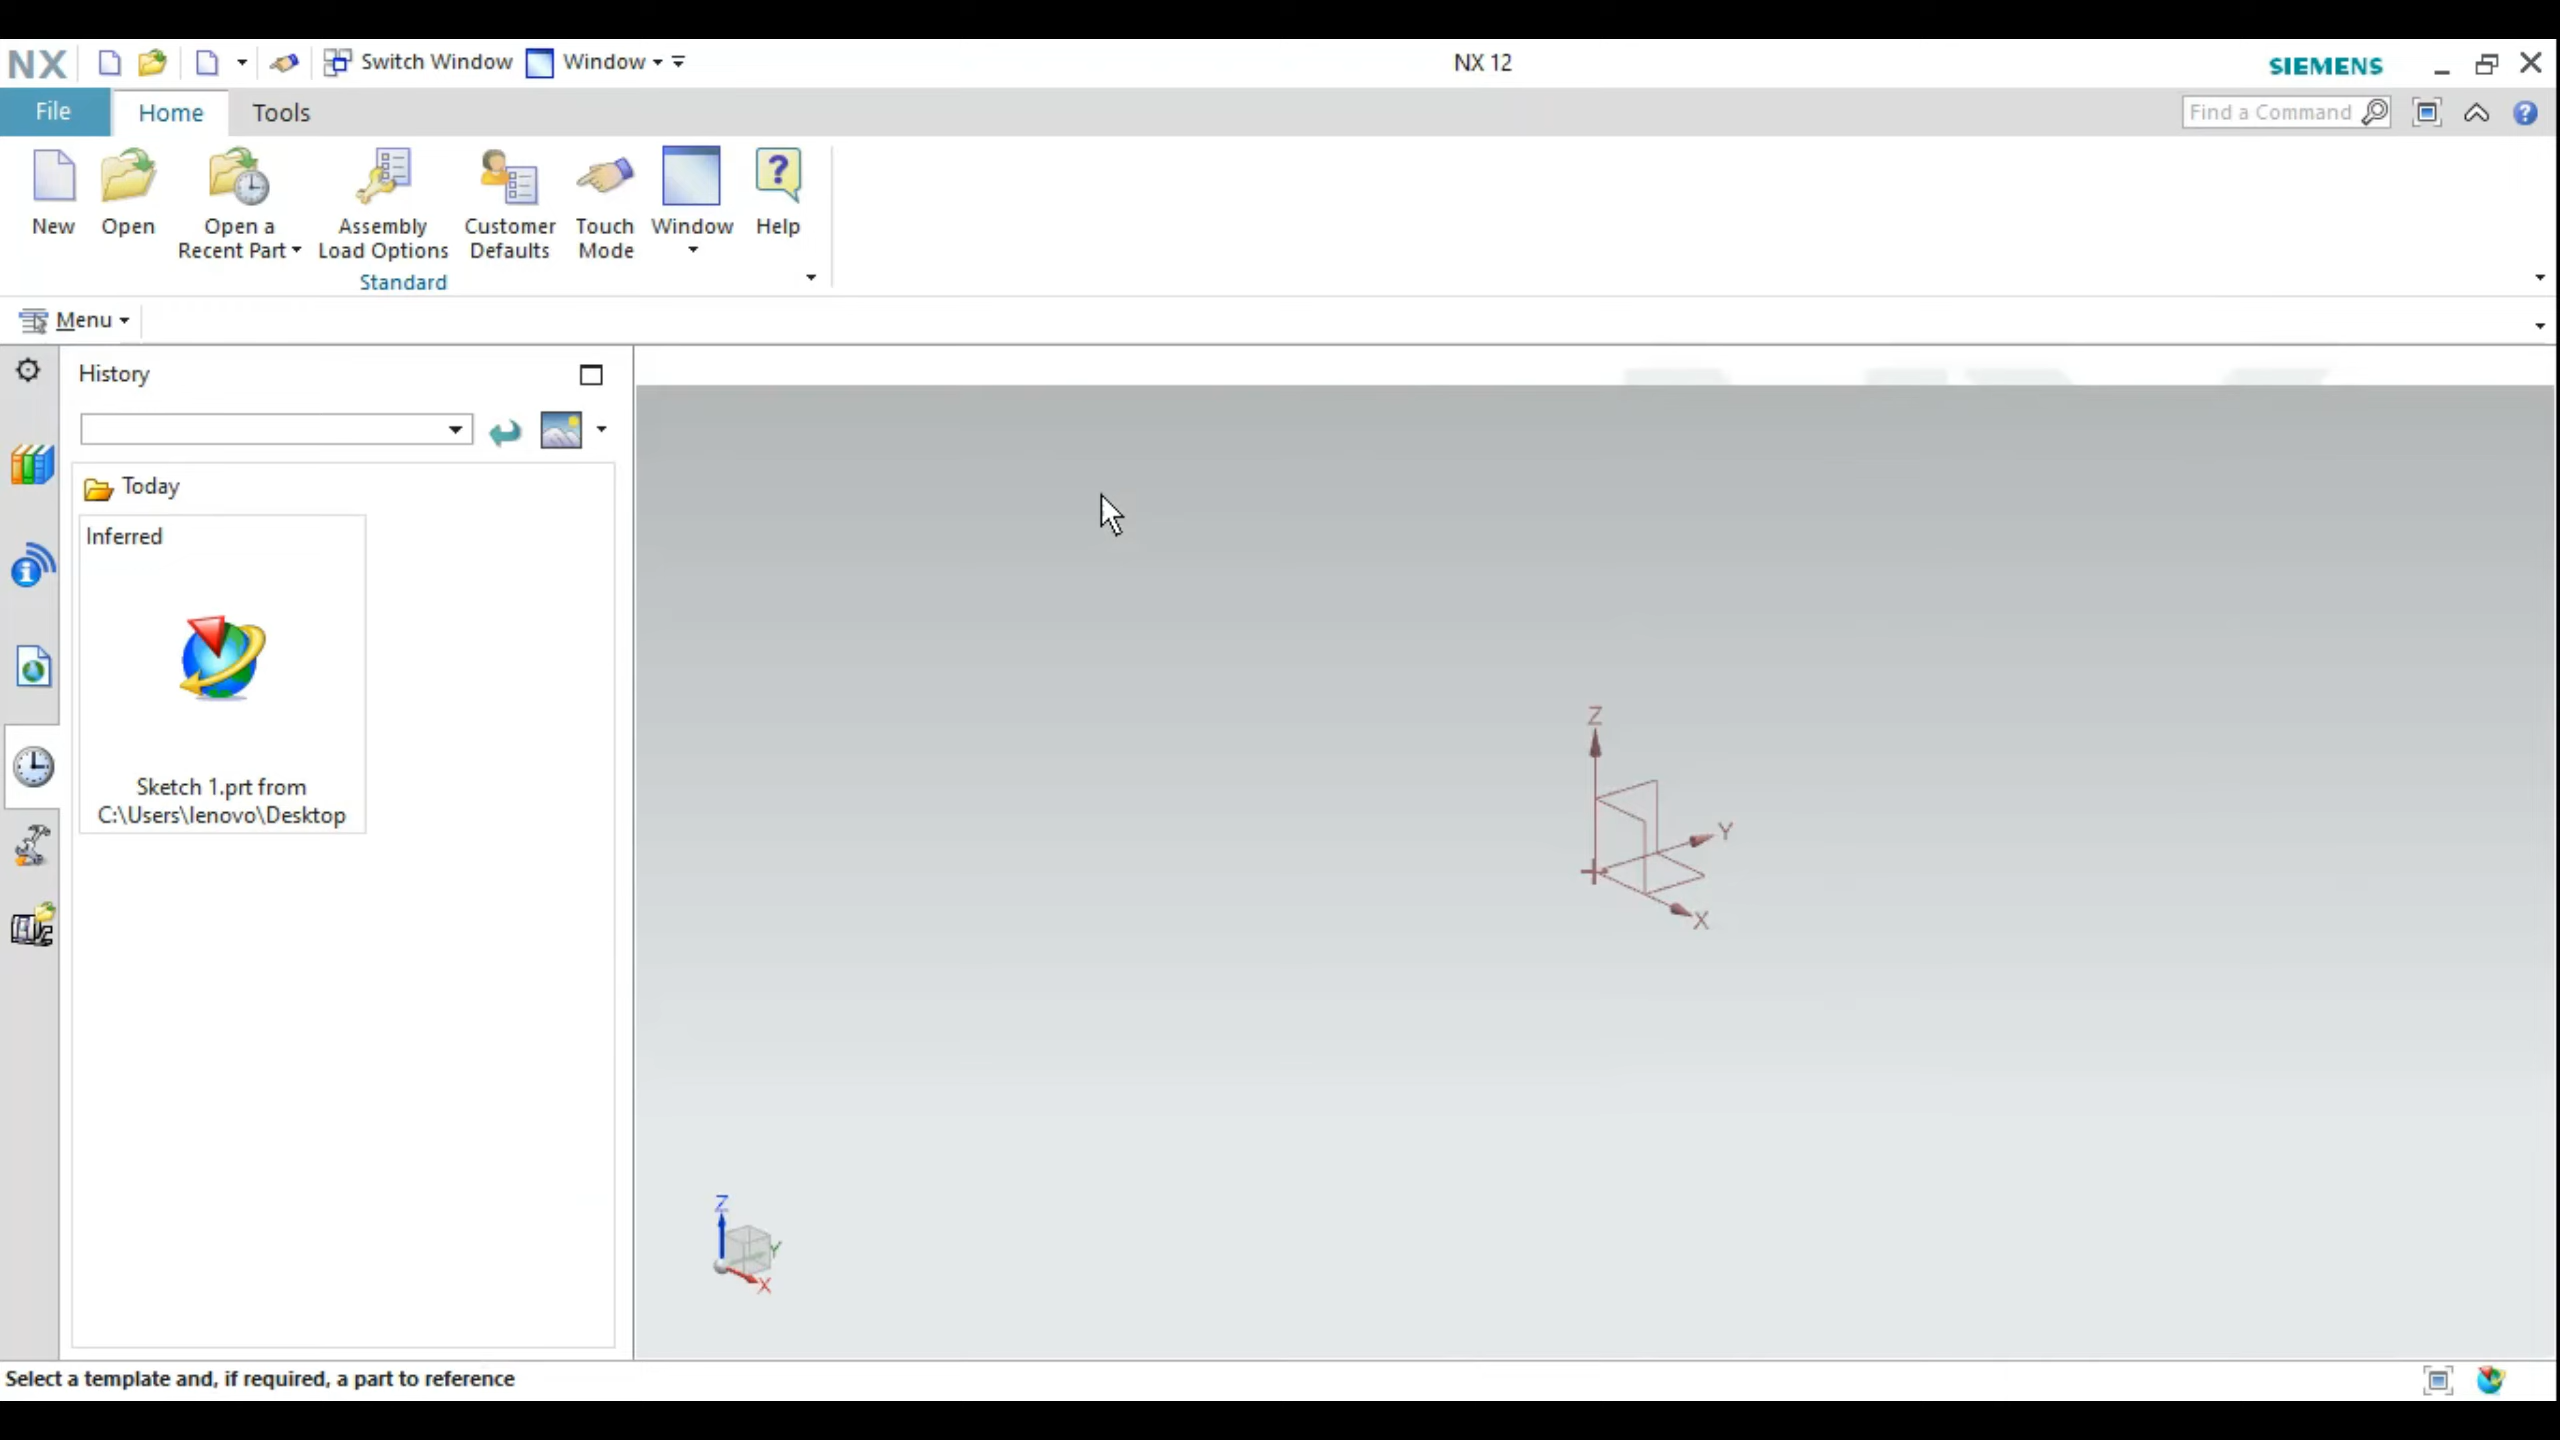 NX
Switch Window
Window
NX 12
SIEMENS
File
Home
Tools
Find a Command
New
Open
Open a
Recent Part
Assembly
Load Options
Customer
Defaults
Touch
Mode
Window
Help
Standard
Menu
History
Today
Inferred
Sketch 1.prt from
C:\Users\lenovo\Desktop
Z
Y
X
Z
Y
X
Select a template and, if required, a part to reference